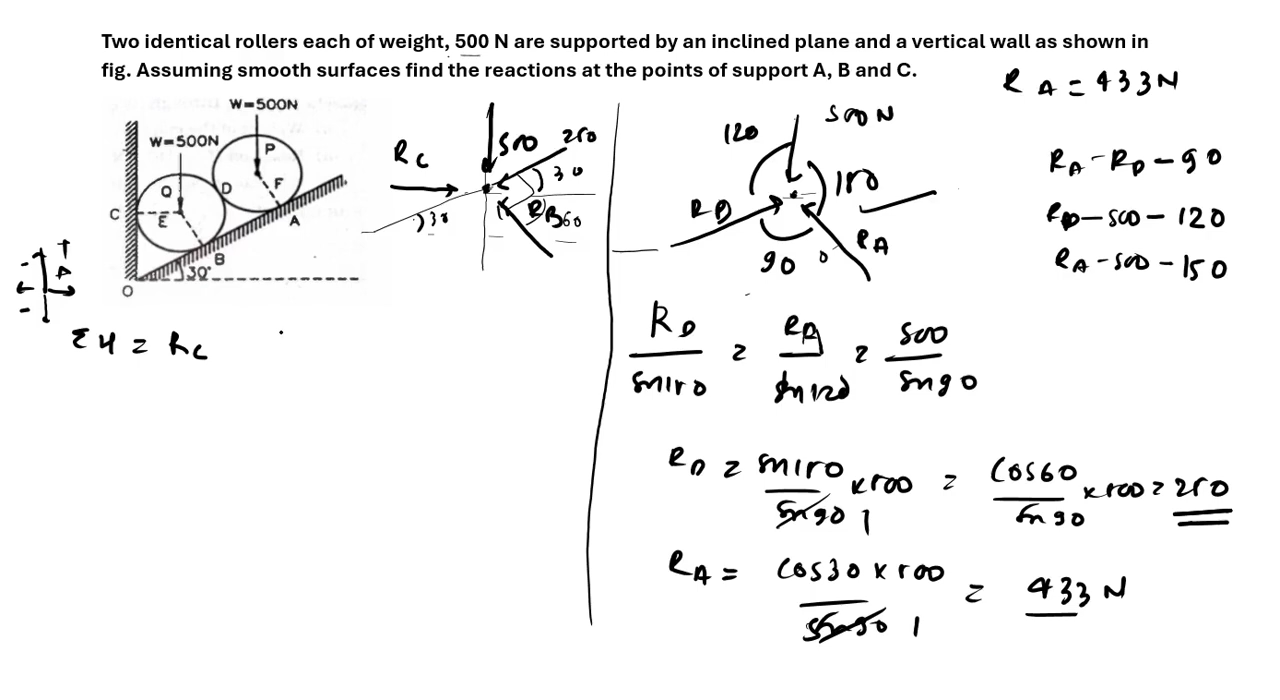 Two identical rollers each of weight, 500 N are supported by an inclined plane and a vertical wall as shown in
fig. Assuming smooth surfaces find the reactions at the points of support A, B and C.
RA = 433N
W=500N
W=500N
P
Q
D
F
C
E
A
B
30°
O
RC
500
250
30
30
RB
60
ΣH = RC
120
500N
150
RD
90
RA
RA - RD - 90
RD - 500 - 120
RA - 500 - 150
RD / sin150 = RA / sin120 = 500 / sin90
RD = sin150 / sin90 1 × 500 = cos60 / sin90 × 500 = 250
RA = cos30 × 500 / sin90 1 = 433 N